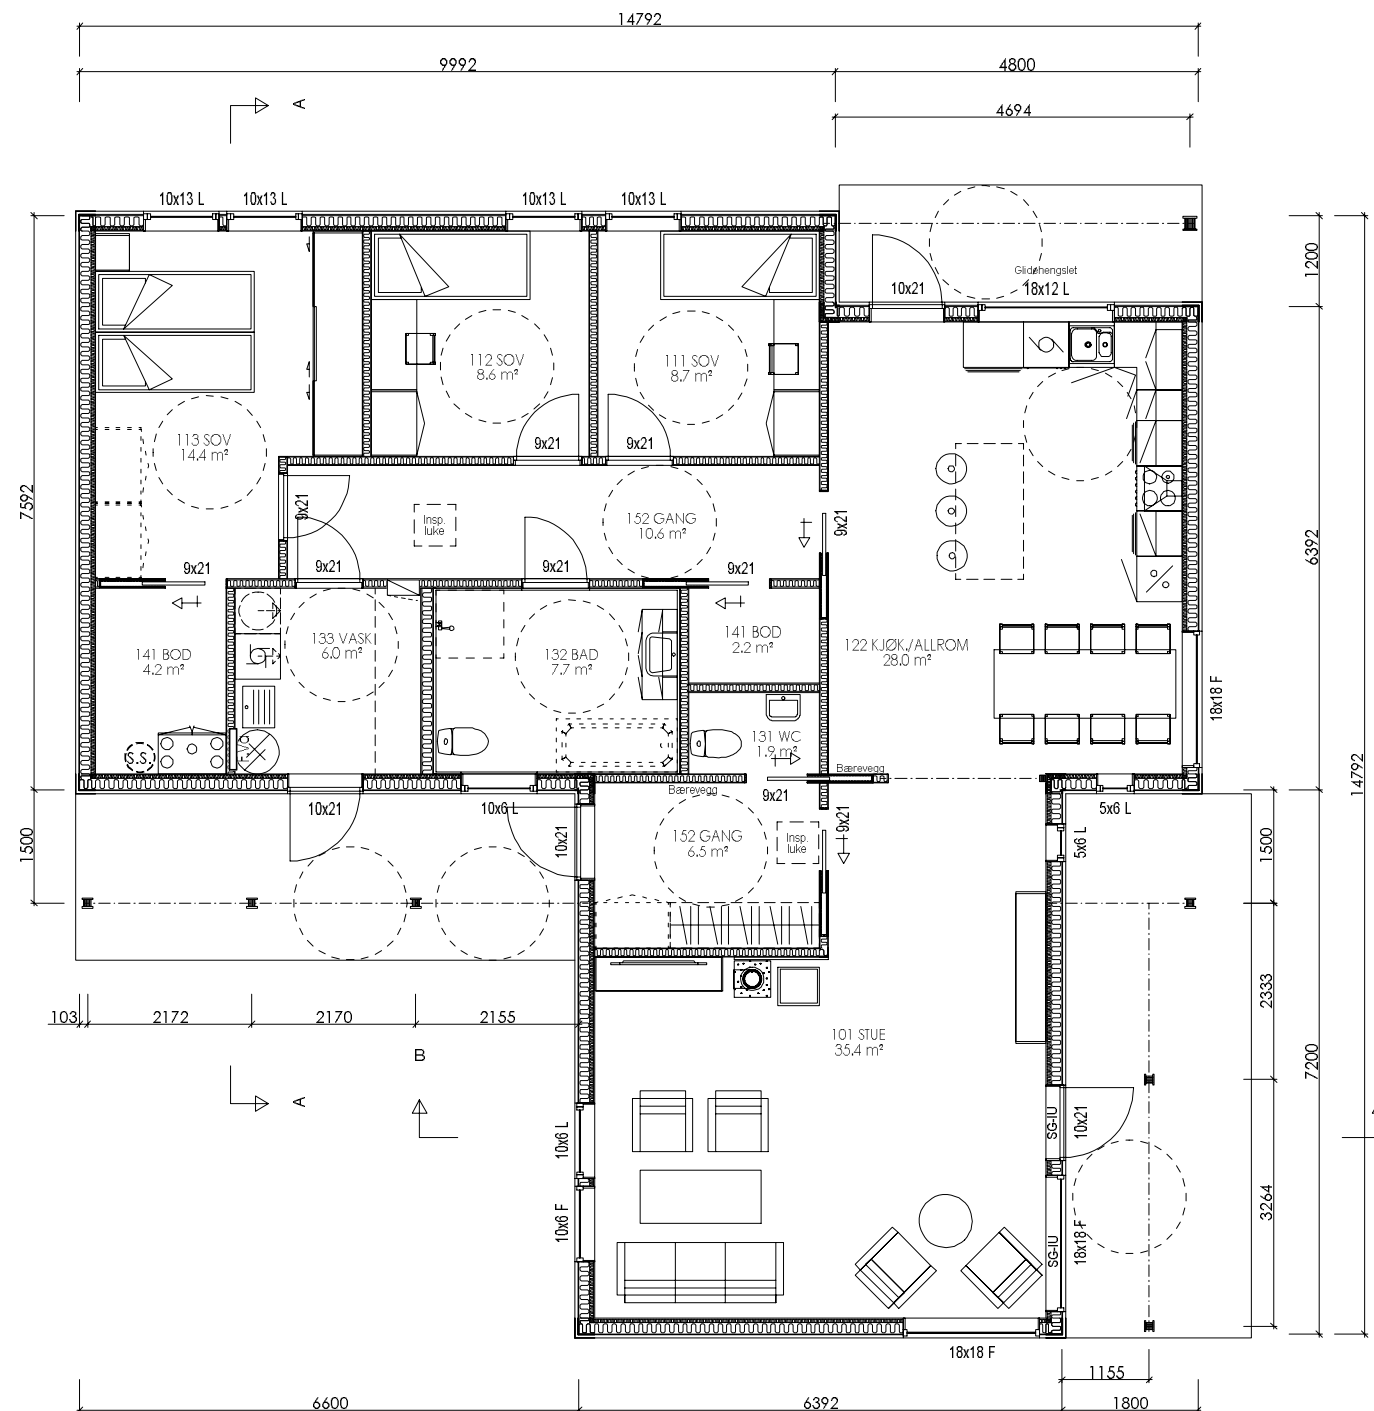 14792
9992
4800
4694
A
10x13 L
10x13 L
10x13 L
10x13 L
10x21
Glidehengslet
18x12 L
1200
112 SOV
8.6 m²
111 SOV
8.7 m²
113 SOV
14.4 m²
9x21
9x21
7592
9x21
Insp.
luke
152 GANG
10.6 m²
9x21
6392
9x21
9x21
9x21
9x21
141 BOD
4.2 m²
133 VASK
6.0 m²
132 BAD
7.7 m²
141 BOD
2.2 m²
122 KJØK./ALLROM
28.0 m²
18x18 F
S.S.
131 WC
1.9 m²
Bærevegg
Bærevegg
9x21
14792
10x21
10x6 L
10x21
5x6 L
1500
152 GANG
6.5 m²
Insp.
luke
9x21
5x6 L
1500
103
2172
2170
2155
2333
B
101 STUE
35.4 m²
7200
A
10x6 L
SG-IU
10x21
10x6 F
SG-IU
18x18 F
3264
18x18 F
1155
6600
6392
1800